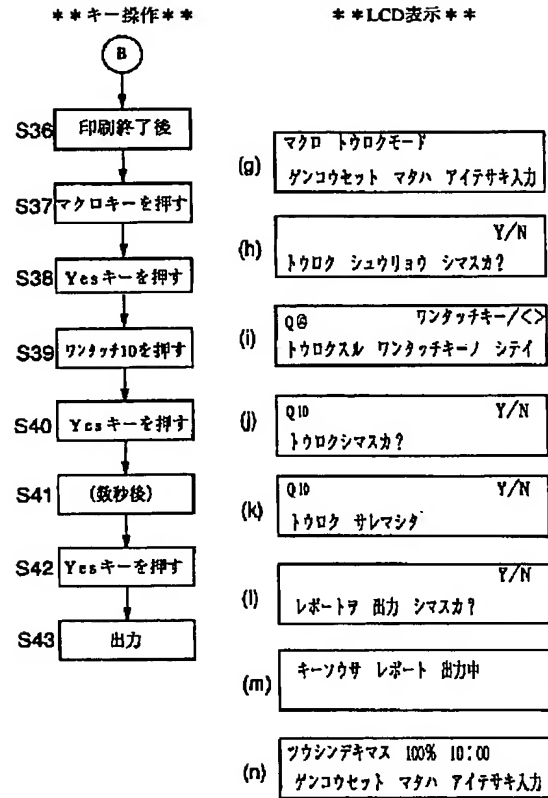 **キー操作**
**LCD表示**
B
S36 印刷終了後
S37 マクロキーを押す
S38 Yesキーを押す
S39 ワンタッチ10を押す
S40 Yesキーを押す
S41 (数秒後)
S42 Yesキーを押す
S43 出力
(g) マクロ トウロクモード
ゲンコウセット マタハ アイテサキ入力
(h) Y/N
トウロク シュウリョウ シマスカ?
(i) Q@ ワンタッチキー/<>
トウロクスル ワンタッチキーノ シテイ
(j) Q10 Y/N
トウロクシマスカ?
(k) Q10 Y/N
トウロク サレマシタ
(l) Y/N
レポートヲ 出力 シマスカ?
(m) キーソウサ レポート 出力中
(n) ツウシンデキマス 100% 10:00
ゲンコウセット マタハ アイテサキ入力